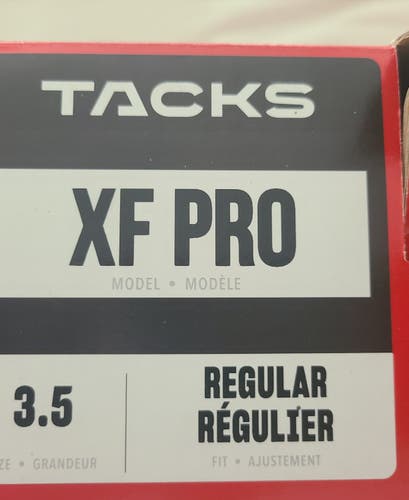 TACKS
XF PRO
MODEL • MODÈLE
3.5
GRANDEUR
REGULAR
RÉGULIER
FIT • AJUSTEMENT